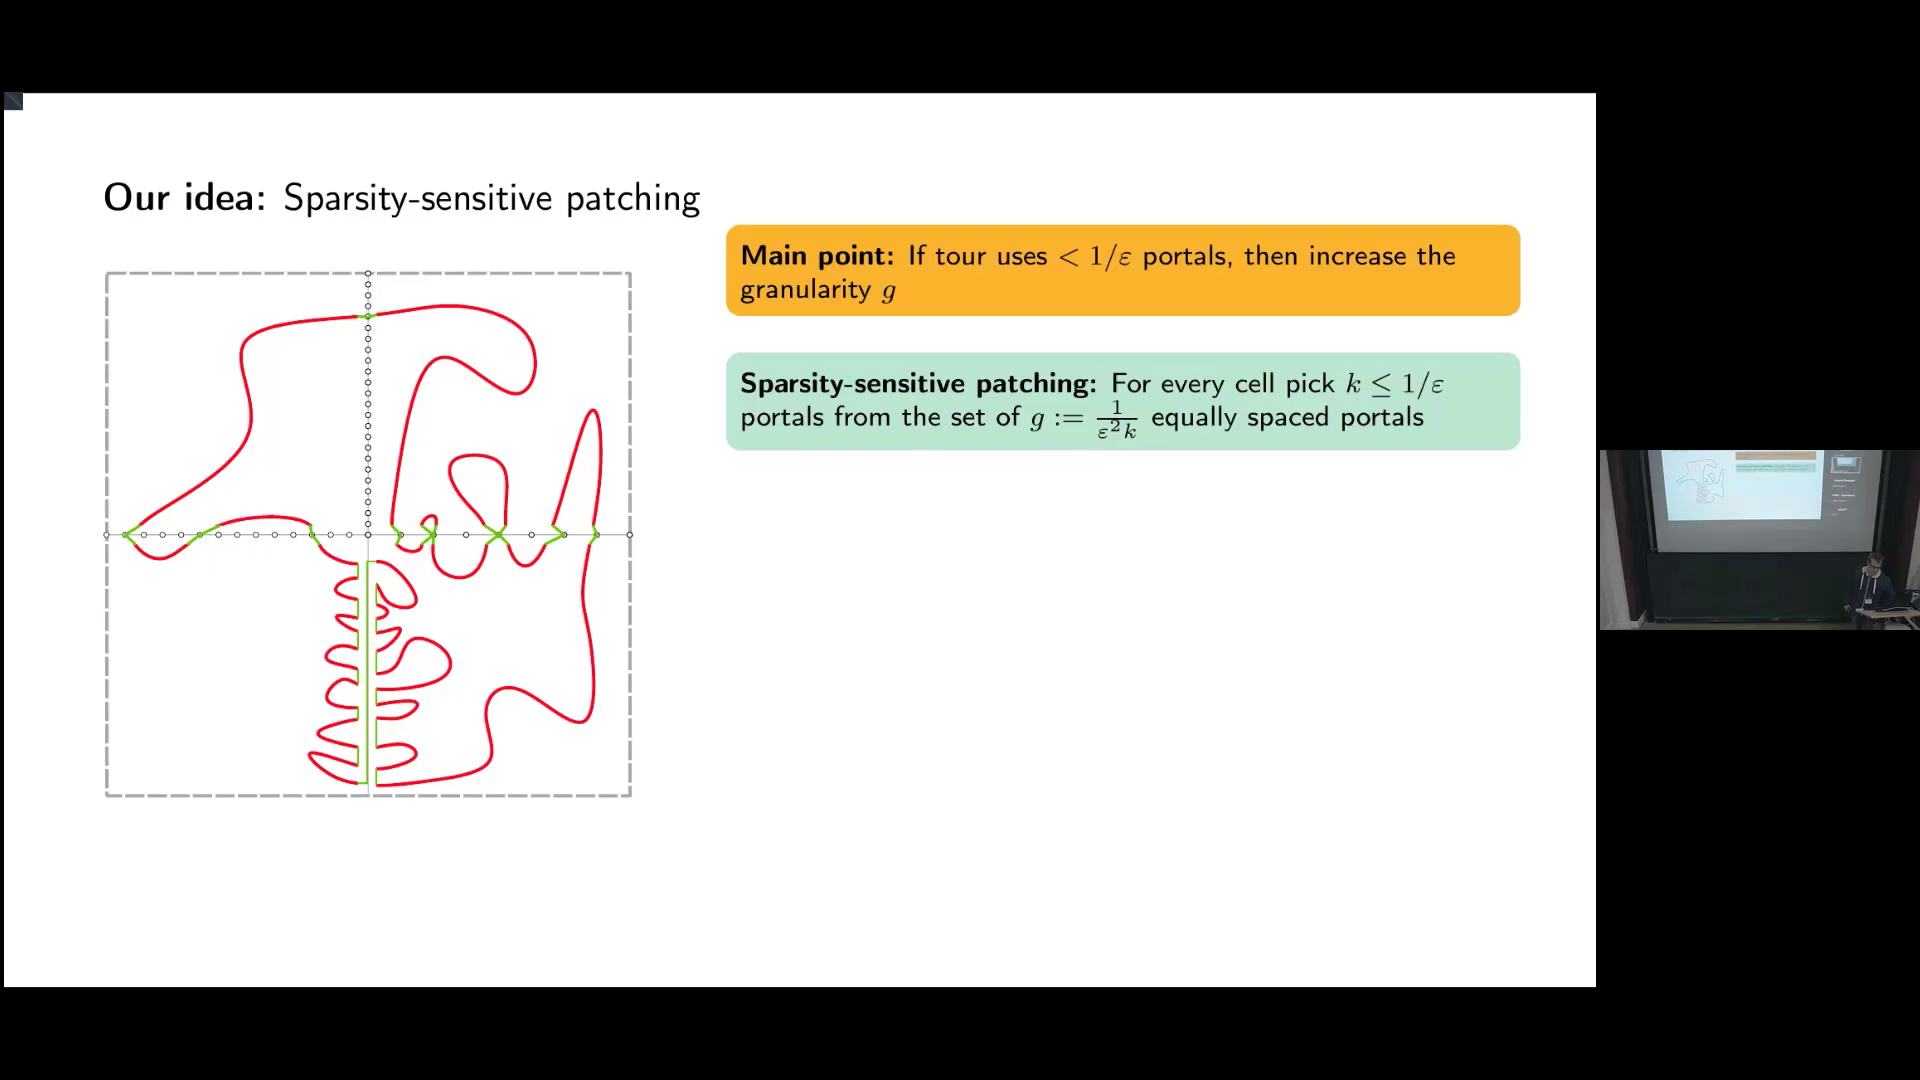 Our idea: Sparsity-sensitive patching
Main point: If tour uses < 1/ε portals, then increase the
granularity g
Sparsity-sensitive patching: For every cell pick k ≤ 1/ε
portals from the set of g := 1/(ε²k) equally spaced portals